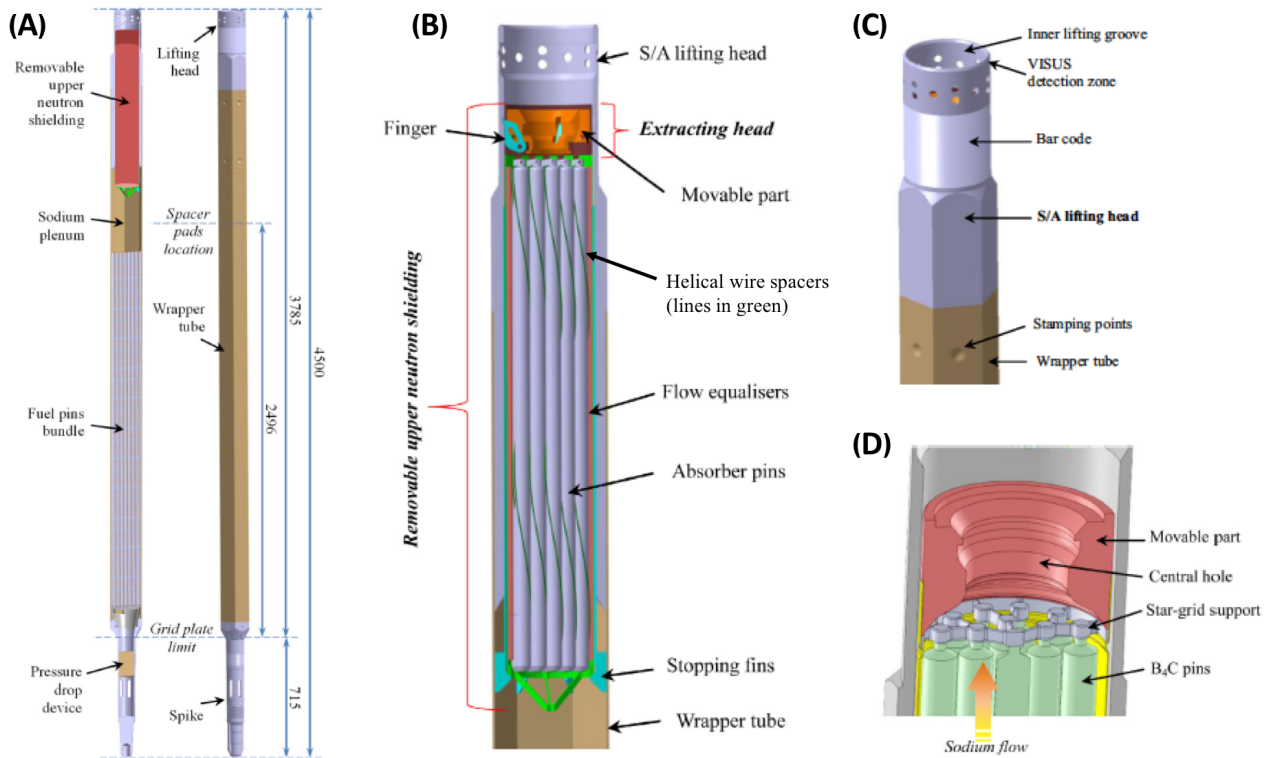 (A)
Removable
upper
neutron
shielding
Sodium
plenum
Fuel pins
bundle
Pressure
drop
device
Lifting
head
Spacer
pads
location
Wrapper
tube
Grid plate
limit
Spike
2496
3785
715
4500
(B)
S/A lifting head
Finger
Extracting head
Movable part
Removable upper neutron shielding
Helical wire spacers
(lines in green)
Flow equalisers
Absorber pins
Stopping fins
Wrapper tube
(C)
Inner lifting groove
VISUS
detection zone
Bar code
S/A lifting head
Stamping points
Wrapper tube
(D)
Movable part
Central hole
Star-grid support
B₄C pins
Sodium flow